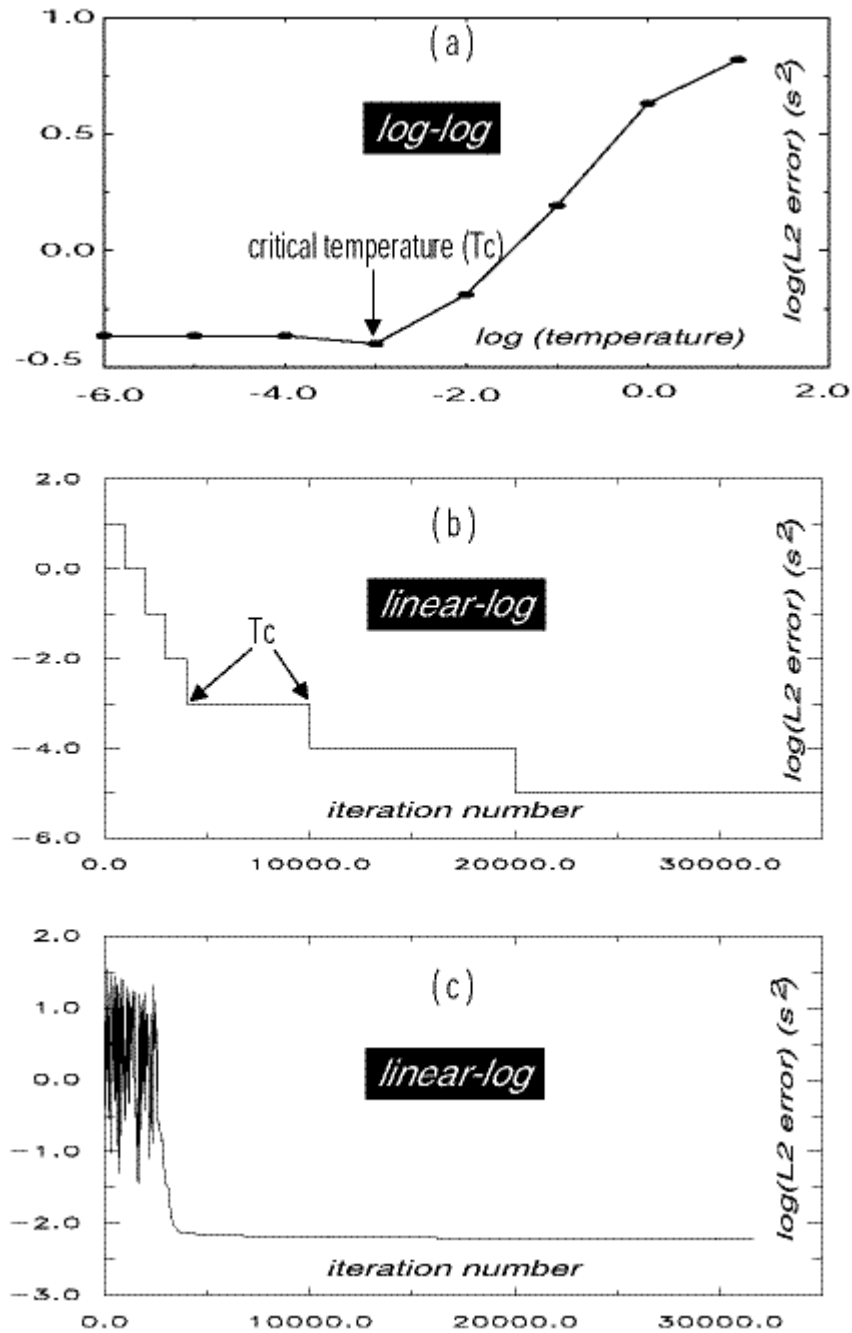 1.0
(a)
log(L2 error) (s2)
log-log
0.5
critical temperature (Tc)
0.0
log (temperature)
-0.5
-6.0 -4.0 -2.0 0.0 2.0
2.0
(b)
log(L2 error) (s2)
0.0
linear-log
Tc
-2.0
-4.0
iteration number
-6.0
0.0 10000.0 20000.0 30000.0
2.0
(c)
log(L2 error) (s2)
1.0
linear-log
0.0
-1.0
-2.0
iteration number
-3.0
0.0 10000.0 20000.0 30000.0